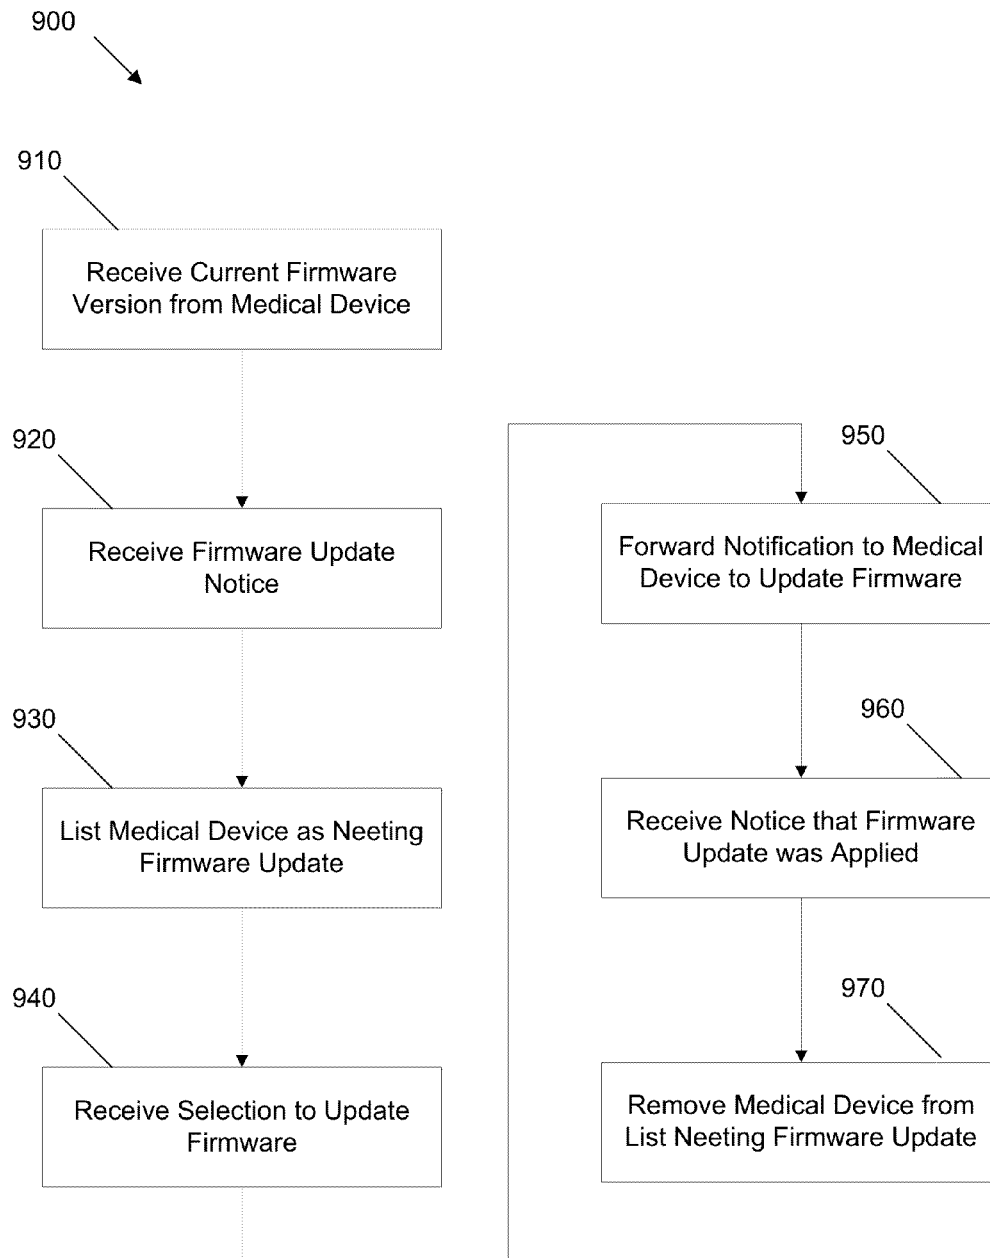 900
910
Receive Current Firmware
Version from Medical Device
920
Receive Firmware Update
Notice
930
List Medical Device as Neeting
Firmware Update
940
Receive Selection to Update
Firmware
950
Forward Notification to Medical
Device to Update Firmware
960
Receive Notice that Firmware
Update was Applied
970
Remove Medical Device from
List Neeting Firmware Update